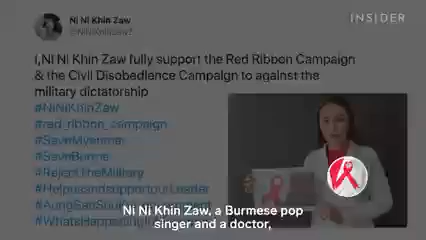 Ni Ni Khin Zaw
@NiNiKhinZaw2
INSIDER
I,Ni Ni Khin Zaw fully support the Red Ribbon Campaign
& the Civil Disobedience Campaign to against the
military dictatorship
#NiNiKhinZaw
#red_ribbon_campaign
#SaveMyanmar
#RejectTheMilitary
Ni Ni Khin Zaw, a Burmese pop
singer and a doctor,